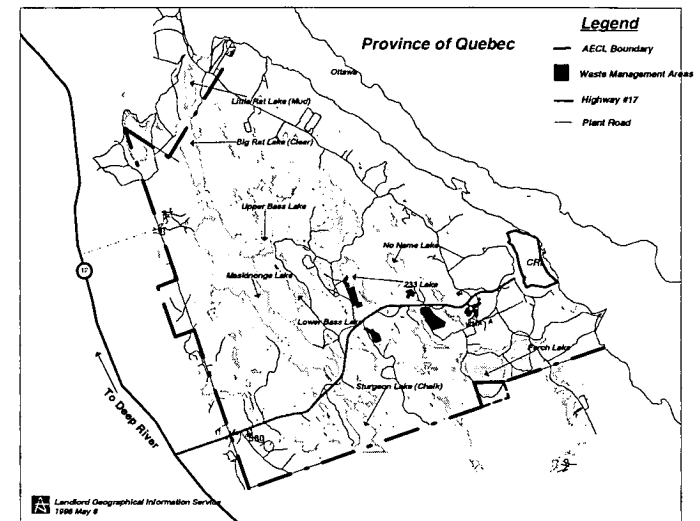 Legend
Province of Quebec
AECL Boundary
Ottawa
Waste Management Areas
Little Rat Lake (Mud)
Highway #17
Plant Road
Big Rat Lake (Clear)
Upper Bass Lake
No Name Lake
CRL
17
Maskinonge Lake
233 Lake
Lower Bass Lake
Perch Lake
Sturgeon Lake (Chalk)
To Deep River
Landlord Geographical Information Service
1996 May 6